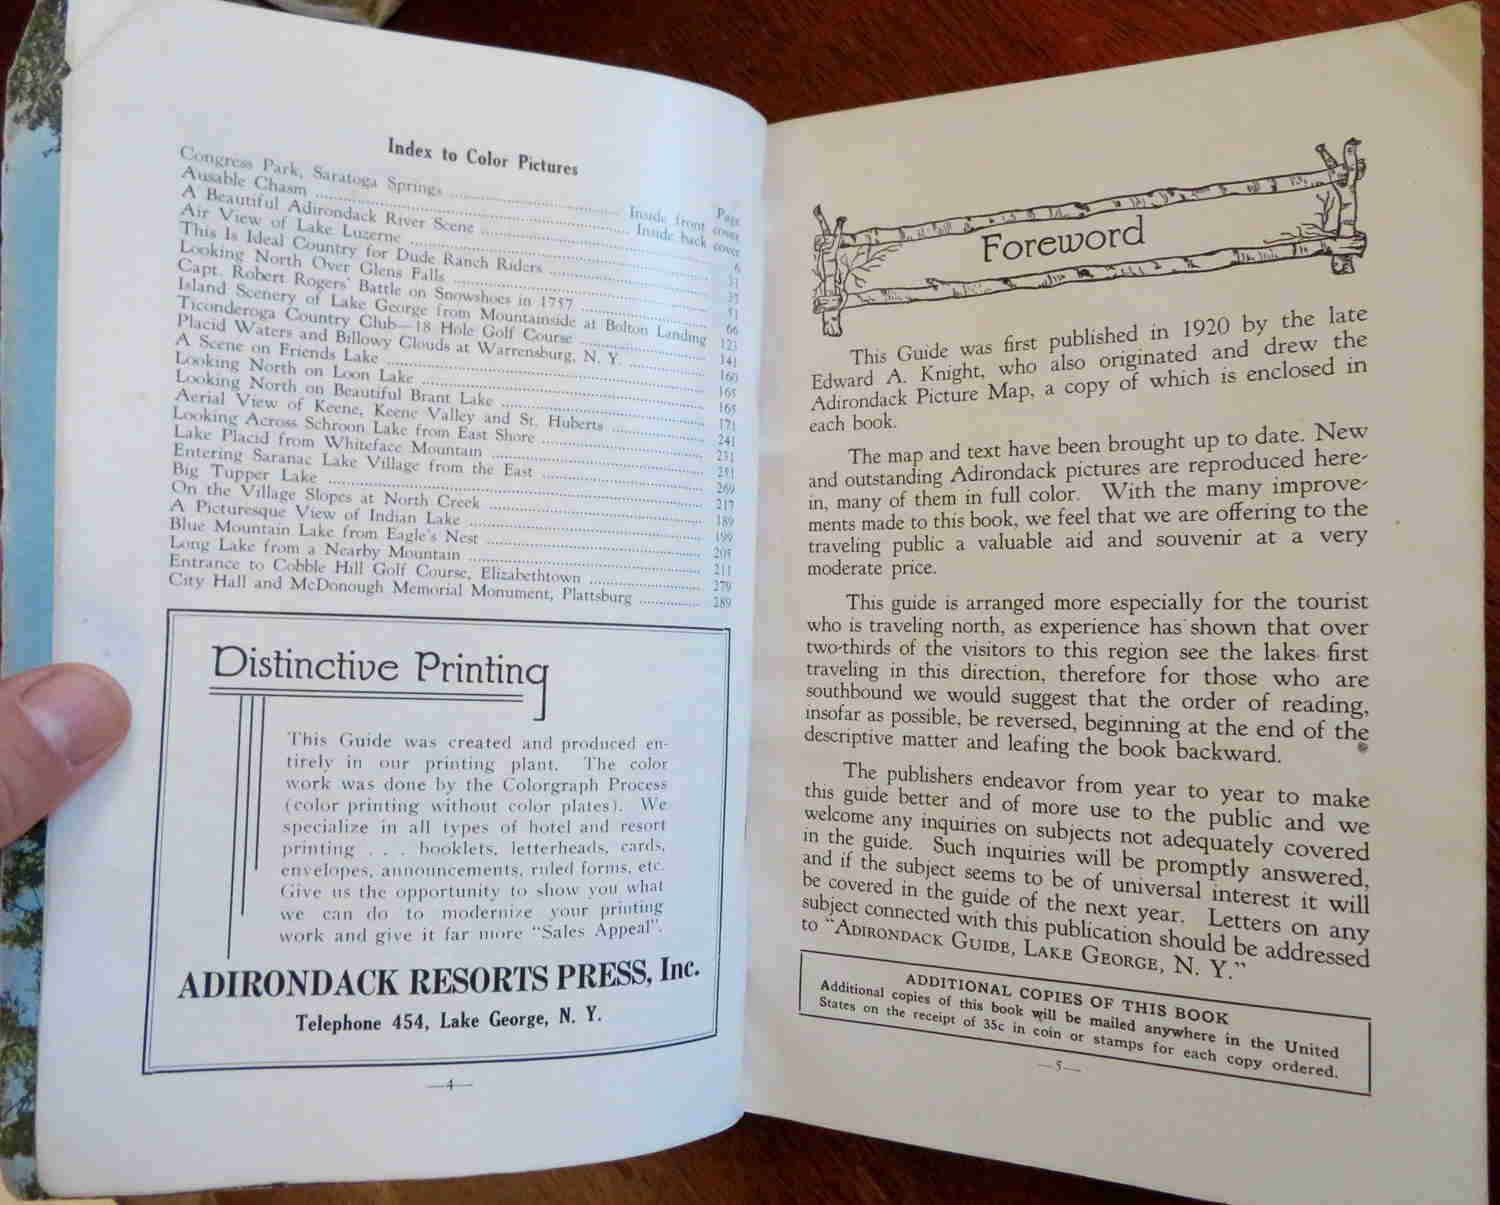 Index to Color Pictures
Page
Congress Park, Saratoga Springs ........ Inside front cover
Ausable Chasm ........ Inside back cover
A Beautiful Adirondack River Scene ........ 6
Air View of Lake Luzerne ........ 31
This Is Ideal Country for Dude Ranch Riders ........ 35
Looking North Over Glens Falls ........ 51
Capt. Robert Rogers' Battle on Snowshoes in 1757 ........ 66
Island Scenery of Lake George from Mountainside at Bolton Landing 123
Ticonderoga Country Club—18 Hole Golf Course ........ 141
Placid Waters and Billowy Clouds at Warrensburg, N. Y. ........ 160
A Scene on Friends Lake ........ 165
Looking North on Loon Lake ........ 165
Looking North on Beautiful Brant Lake ........ 171
Aerial View of Keene, Keene Valley and St. Huberts ........ 241
Looking Across Schroon Lake from East Shore ........ 231
Lake Placid from Whiteface Mountain ........ 251
Entering Saranac Lake Village from the East ........ 269
Big Tupper Lake ........ 217
On the Village Slopes at North Creek ........ 189
A Picturesque View of Indian Lake ........ 199
Blue Mountain Lake from Eagle's Nest ........ 205
Long Lake from a Nearby Mountain ........ 211
Entrance to Cobble Hill Golf Course, Elizabethtown ........ 279
City Hall and McDonough Memorial Monument, Plattsburg ........ 289
Distinctive Printing
This Guide was created and produced en-
tirely in our printing plant. The color
work was done by the Colorgraph Process
(color printing without color plates). We
specialize in all types of hotel and resort
printing . . . booklets, letterheads, cards,
envelopes, announcements, ruled forms, etc.
Give us the opportunity to show you what
we can do to modernize your printing
work and give it far more "Sales Appeal".
ADIRONDACK RESORTS PRESS, Inc.
Telephone 454, Lake George, N. Y.
—4—
Foreword
This Guide was first published in 1920 by the late
Edward A. Knight, who also originated and drew the
Adirondack Picture Map, a copy of which is enclosed in
each book.
The map and text have been brought up to date. New
and outstanding Adirondack pictures are reproduced here-
in, many of them in full color. With the many improve-
ments made to this book, we feel that we are offering to the
traveling public a valuable aid and souvenir at a very
moderate price.
This guide is arranged more especially for the tourist
who is traveling north, as experience has shown that over
two-thirds of the visitors to this region see the lakes first
traveling in this direction, therefore for those who are
southbound we would suggest that the order of reading,
insofar as possible, be reversed, beginning at the end of the
descriptive matter and leafing the book backward.
The publishers endeavor from year to year to make
this guide better and of more use to the public and we
welcome any inquiries on subjects not adequately covered
in the guide. Such inquiries will be promptly answered,
and if the subject seems to be of universal interest it will
be covered in the guide of the next year. Letters on any
subject connected with this publication should be addressed
to "ADIRONDACK GUIDE, LAKE GEORGE, N. Y."
ADDITIONAL COPIES OF THIS BOOK
Additional copies of this book will be mailed anywhere in the United
States on the receipt of 35c in coin or stamps for each copy ordered.
—5—